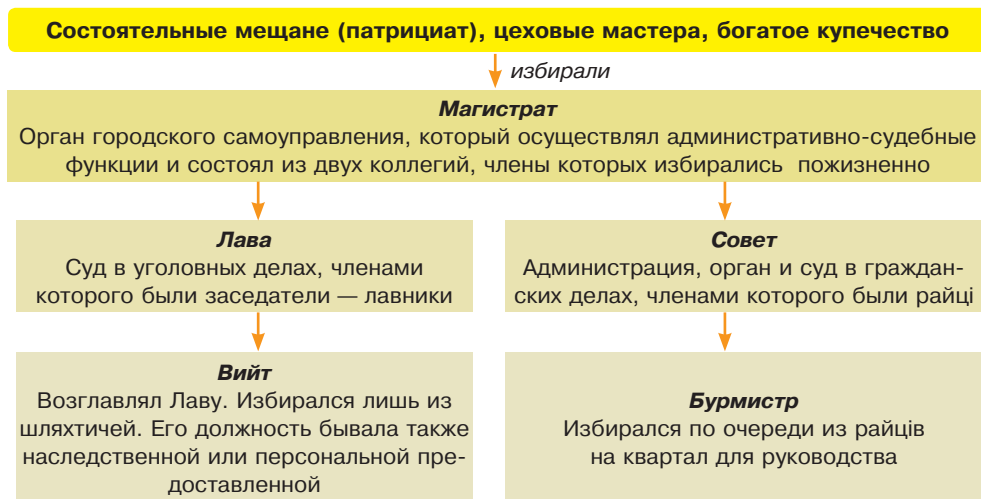 Состоятельные мещане (патрициат), цеховые мастера, богатое купечество
избирали
Магистрат
Орган городского самоуправления, который осуществлял административно-судебные
функции и состоял из двух коллегий, члены которых избирались пожизненно
Лава
Суд в уголовных делах, членами
которого были заседатели — лавники
Совет
Администрация, орган и суд в граждан-
ских делах, членами которого были райці
Вийт
Возглавлял Лаву. Избирался лишь из
шляхтичей. Его должность бывала также
наследственной или персональной пре-
доставленной
Бурмистр
Избирался по очереди из райців
на квартал для руководства